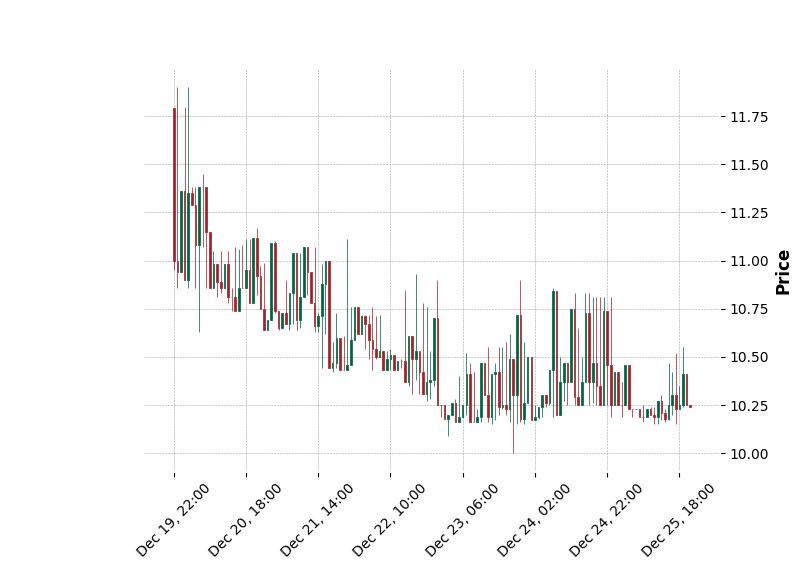 11.75
11.50
11.25
11.00
10.75
10.50
10.25
10.00
Price
Dec 19, 22:00
Dec 20, 18:00
Dec 21, 14:00
Dec 22, 10:00
Dec 23, 06:00
Dec 24, 02:00
Dec 24, 22:00
Dec 25, 18:00